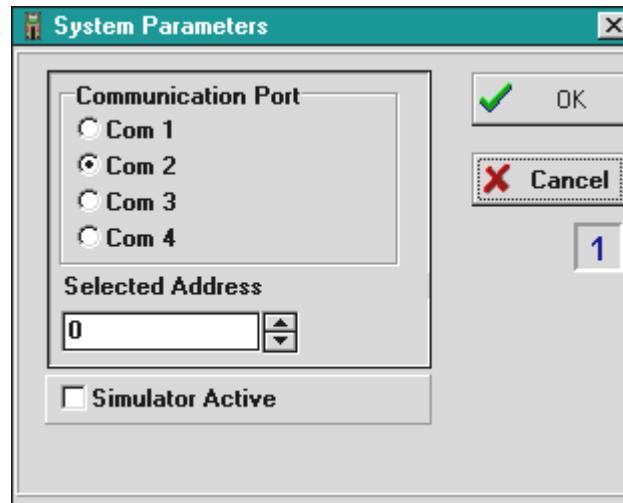 System Parameters
Communication Port
Com 1
Com 2
Com 3
Com 4
Selected Address
0
Simulator Active
OK
Cancel
1